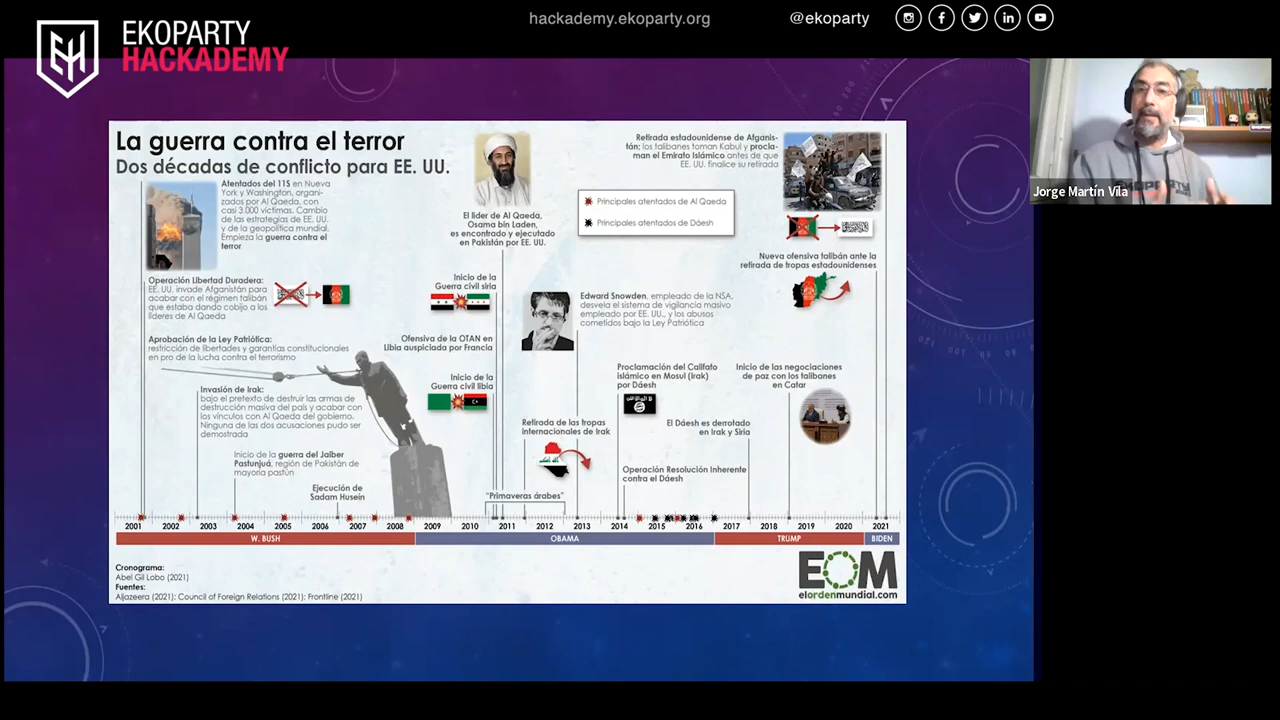 EKOPARTY
HACKADEMY
hackademy.ekoparty.org
@ekoparty
Jorge Martín Vila
La guerra contra el terror
Dos décadas de conflicto para EE. UU.
Atentados del 11S en Nueva
York y Washington, organi-
zados por Al Qaeda, con
casi 3.000 víctimas. Cambio
de las estrategias de EE. UU.
y de la geopolítica mundial.
Empieza la guerra contra el
terror
Operación Libertad Duradera:
EE. UU. invade Afganistán para
acabar con el régimen talibán
que estaba dando cobijo a los
líderes de Al Qaeda
Aprobación de la Ley Patriótica:
restricción de libertades y garantías constitucionales
en pro de la lucha contra el terrorismo
Invasión de Irak:
bajo el pretexto de destruir las armas de
destrucción masiva del país y acabar con
los vínculos con Al Qaeda del gobierno.
Ninguna de las dos acusaciones pudo ser
demostrada
Inicio de la guerra del Jaiber
Pastunjuá, región de Pakistán de
mayoría pastún
Ejecución de
Sadam Husein
El líder de Al Qaeda,
Osama bin Laden,
es encontrado y ejecutado
en Pakistán por EE. UU.
Inicio de la
Guerra civil siria
Ofensiva de la OTAN en
Libia auspiciada por Francia
Inicio de la
Guerra civil libia
"Primaveras árabes"
Principales atentados de Al Qaeda
Principales atentados de Dáesh
Edward Snowden, empleado de la NSA,
desvela el sistema de vigilancia masivo
empleado por EE. UU., y los abusos
cometidos bajo la Ley Patriótica
Retirada de las tropas
internacionales de Irak
Proclamación del Califato
islámico en Mosul (Irak)
por Dáesh
Operación Resolución Inherente
contra el Dáesh
El Dáesh es derrotado
en Irak y Siria
Inicio de las negociaciones
de paz con los talibanes
en Catar
Retirada estadounidense de Afganis-
tán; los talibanes toman Kabul y procla-
man el Emirato Islámico antes de que
EE. UU. finalice su retirada
Nueva ofensiva talibán ante la
retirada de tropas estadounidenses
2001 2002 2003 2004 2005 2006 2007 2008 2009 2010 2011 2012 2013 2014 2015 2016 2017 2018 2019 2020 2021
W. BUSH OBAMA TRUMP BIDEN
Cronograma:
Abel Gil Lobo (2021)
Fuentes:
Aljazeera (2021); Council of Foreign Relations (2021); Frontline (2021)
EOM
elordenmundial.com